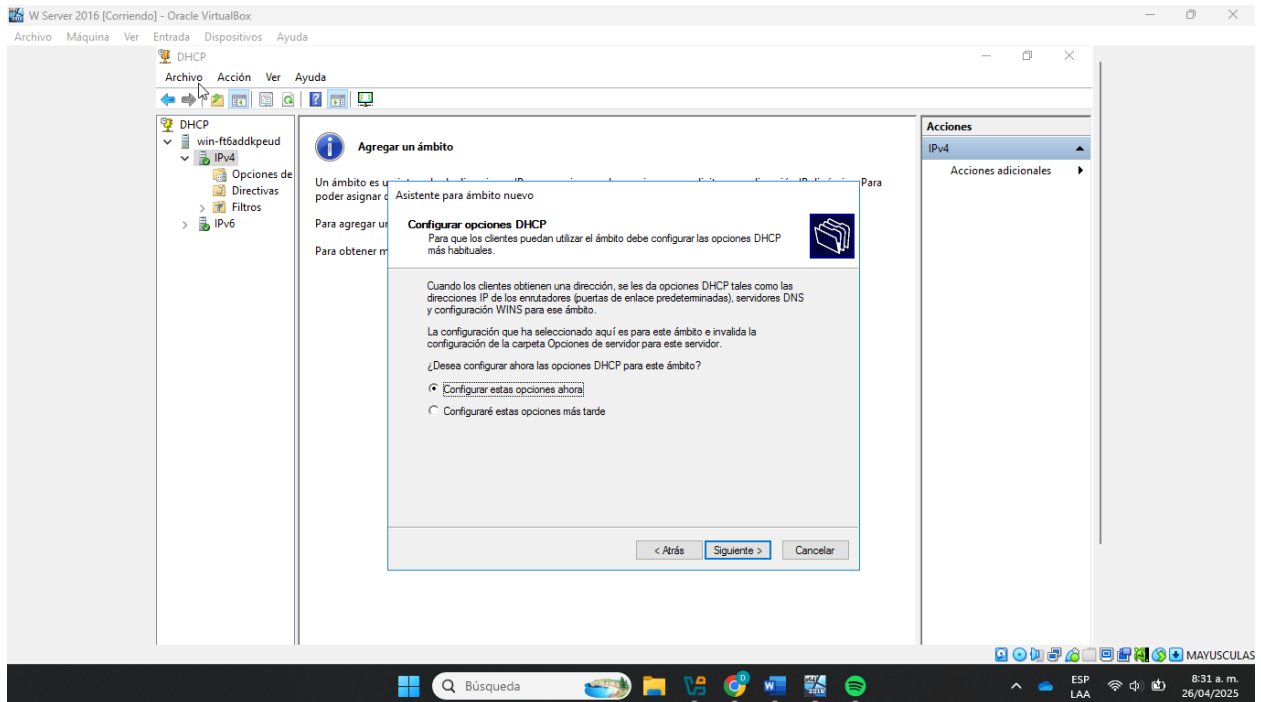 W Server 2016 [Corriendo] - Oracle VirtualBox
Archivo Máquina Ver Entrada Dispositivos Ayuda
DHCP
Archivo Acción Ver Ayuda
DHCP
win-ft6addkpeud
IPv4
Opciones de
Directivas
Filtros
IPv6
Agregar un ámbito
Un ámbito es u
Para
poder asignar
Para agregar ur
Para obtener m
Asistente para ámbito nuevo
Configurar opciones DHCP
Para que los clientes puedan utilizar el ámbito debe configurar las opciones DHCP
más habituales.
Cuando los clientes obtienen una dirección, se les da opciones DHCP tales como las
direcciones IP de los enrutadores (puertas de enlace predeterminadas), servidores DNS
y configuración WINS para ese ámbito.
La configuración que ha seleccionado aquí es para este ámbito e invalida la
configuración de la carpeta Opciones de servidor para este servidor.
¿Desea configurar ahora las opciones DHCP para este ámbito?
Configurar estas opciones ahora
Configuraré estas opciones más tarde
< Atrás Siguiente > Cancelar
Acciones
IPv4
Acciones adicionales
MAYUSCULAS
Búsqueda
ESP
LAA
8:31 a. m.
26/04/2025